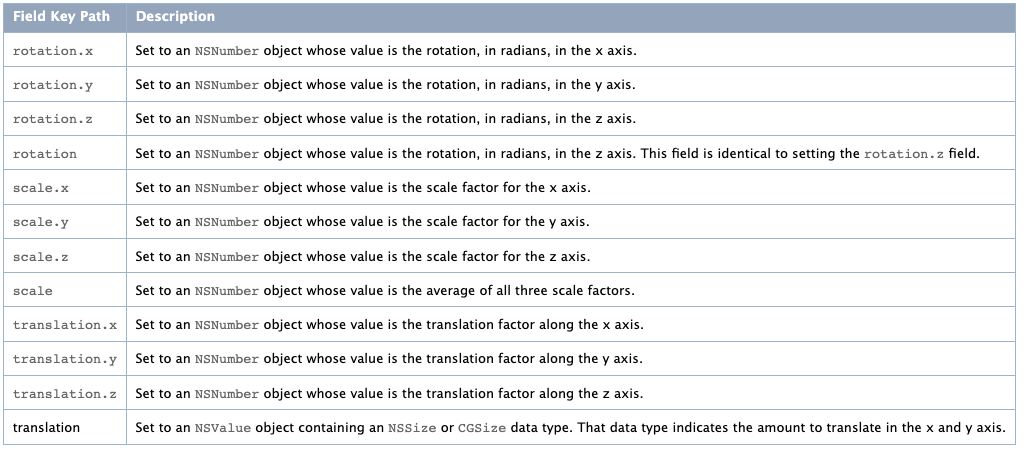 Field Key Path Description
rotation.x Set to an NSNumber object whose value is the rotation, in radians, in the x axis.
rotation.y Set to an NSNumber object whose value is the rotation, in radians, in the y axis.
rotation.z Set to an NSNumber object whose value is the rotation, in radians, in the z axis.
rotation Set to an NSNumber object whose value is the rotation, in radians, in the z axis. This field is identical to setting the rotation.z field.
scale.x Set to an NSNumber object whose value is the scale factor for the x axis.
scale.y Set to an NSNumber object whose value is the scale factor for the y axis.
scale.z Set to an NSNumber object whose value is the scale factor for the z axis.
scale Set to an NSNumber object whose value is the average of all three scale factors.
translation.x Set to an NSNumber object whose value is the translation factor along the x axis.
translation.y Set to an NSNumber object whose value is the translation factor along the y axis.
translation.z Set to an NSNumber object whose value is the translation factor along the z axis.
translation Set to an NSValue object containing an NSSize or CGSize data type. That data type indicates the amount to translate in the x and y axis.